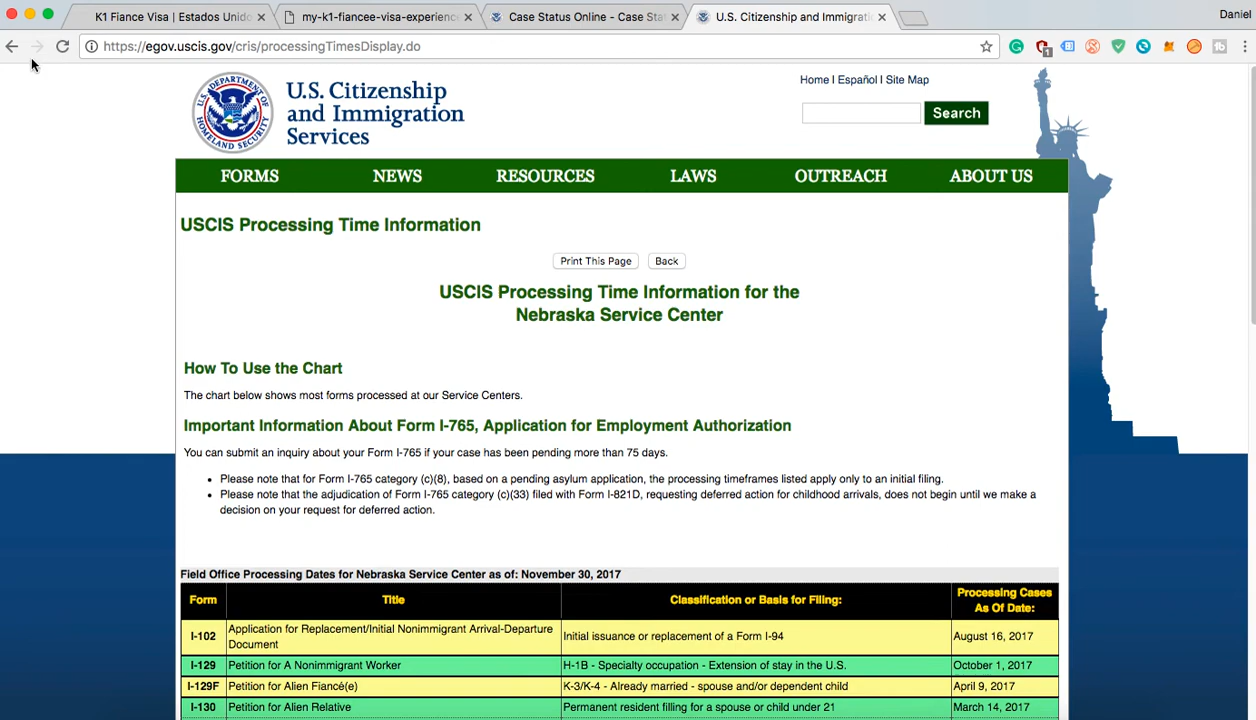 K1 Fiance Visa | Estados Unido
my-k1-fiancee-visa-experience
Case Status Online - Case Stat
U.S. Citizenship and Immigrati
Daniel
https://egov.uscis.gov/cris/processingTimesDisplay.do
U.S. Citizenship
and Immigration
Services
Home | Español | Site Map
Search
FORMS NEWS RESOURCES LAWS OUTREACH ABOUT US
USCIS Processing Time Information
Print This Page Back
USCIS Processing Time Information for the
Nebraska Service Center
How To Use the Chart
The chart below shows most forms processed at our Service Centers.
Important Information About Form I-765, Application for Employment Authorization
You can submit an inquiry about your Form I-765 if your case has been pending more than 75 days.
Please note that for Form I-765 category (c)(8), based on a pending asylum application, the processing timeframes listed apply only to an initial filing.
Please note that the adjudication of Form I-765 category (c)(33) filed with Form I-821D, requesting deferred action for childhood arrivals, does not begin until we make a
decision on your request for deferred action.
Field Office Processing Dates for Nebraska Service Center as of: November 30, 2017
Form Title Classification or Basis for Filing: Processing Cases
As Of Date:
I-102 Application for Replacement/Initial Nonimmigrant Arrival-Departure
Document Initial issuance or replacement of a Form I-94 August 16, 2017
I-129 Petition for A Nonimmigrant Worker H-1B - Specialty occupation - Extension of stay in the U.S. October 1, 2017
I-129F Petition for Alien Fiancé(e) K-3/K-4 - Already married - spouse and/or dependent child April 9, 2017
I-130 Petition for Alien Relative Permanent resident filling for a spouse or child under 21 March 14, 2017